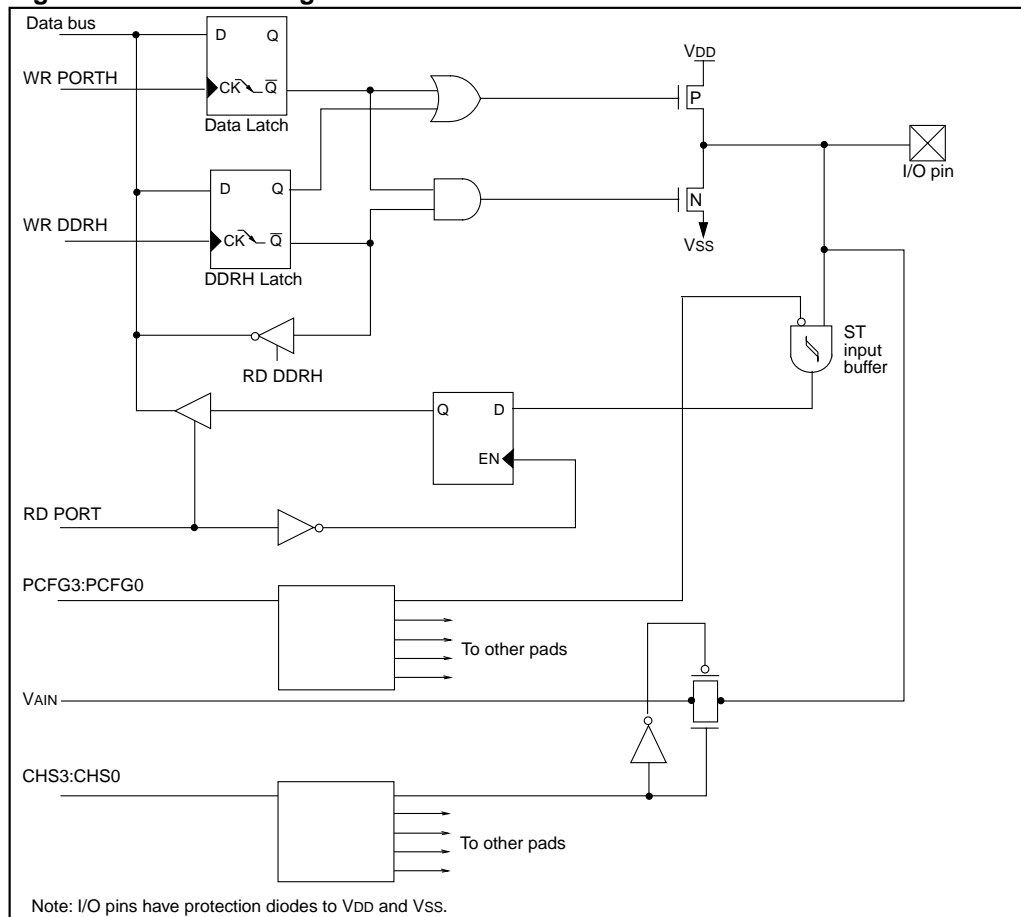 Data bus
D Q
VDD
WR PORTH
CK Q
P
Data Latch
I/O pin
D Q
N
WR DDRH
CK Q
VSS
DDRH Latch
ST
input
buffer
RD DDRH
Q D
EN
RD PORT
PCFG3:PCFG0
To other pads
VAIN
CHS3:CHS0
To other pads
Note: I/O pins have protection diodes to VDD and VSS.